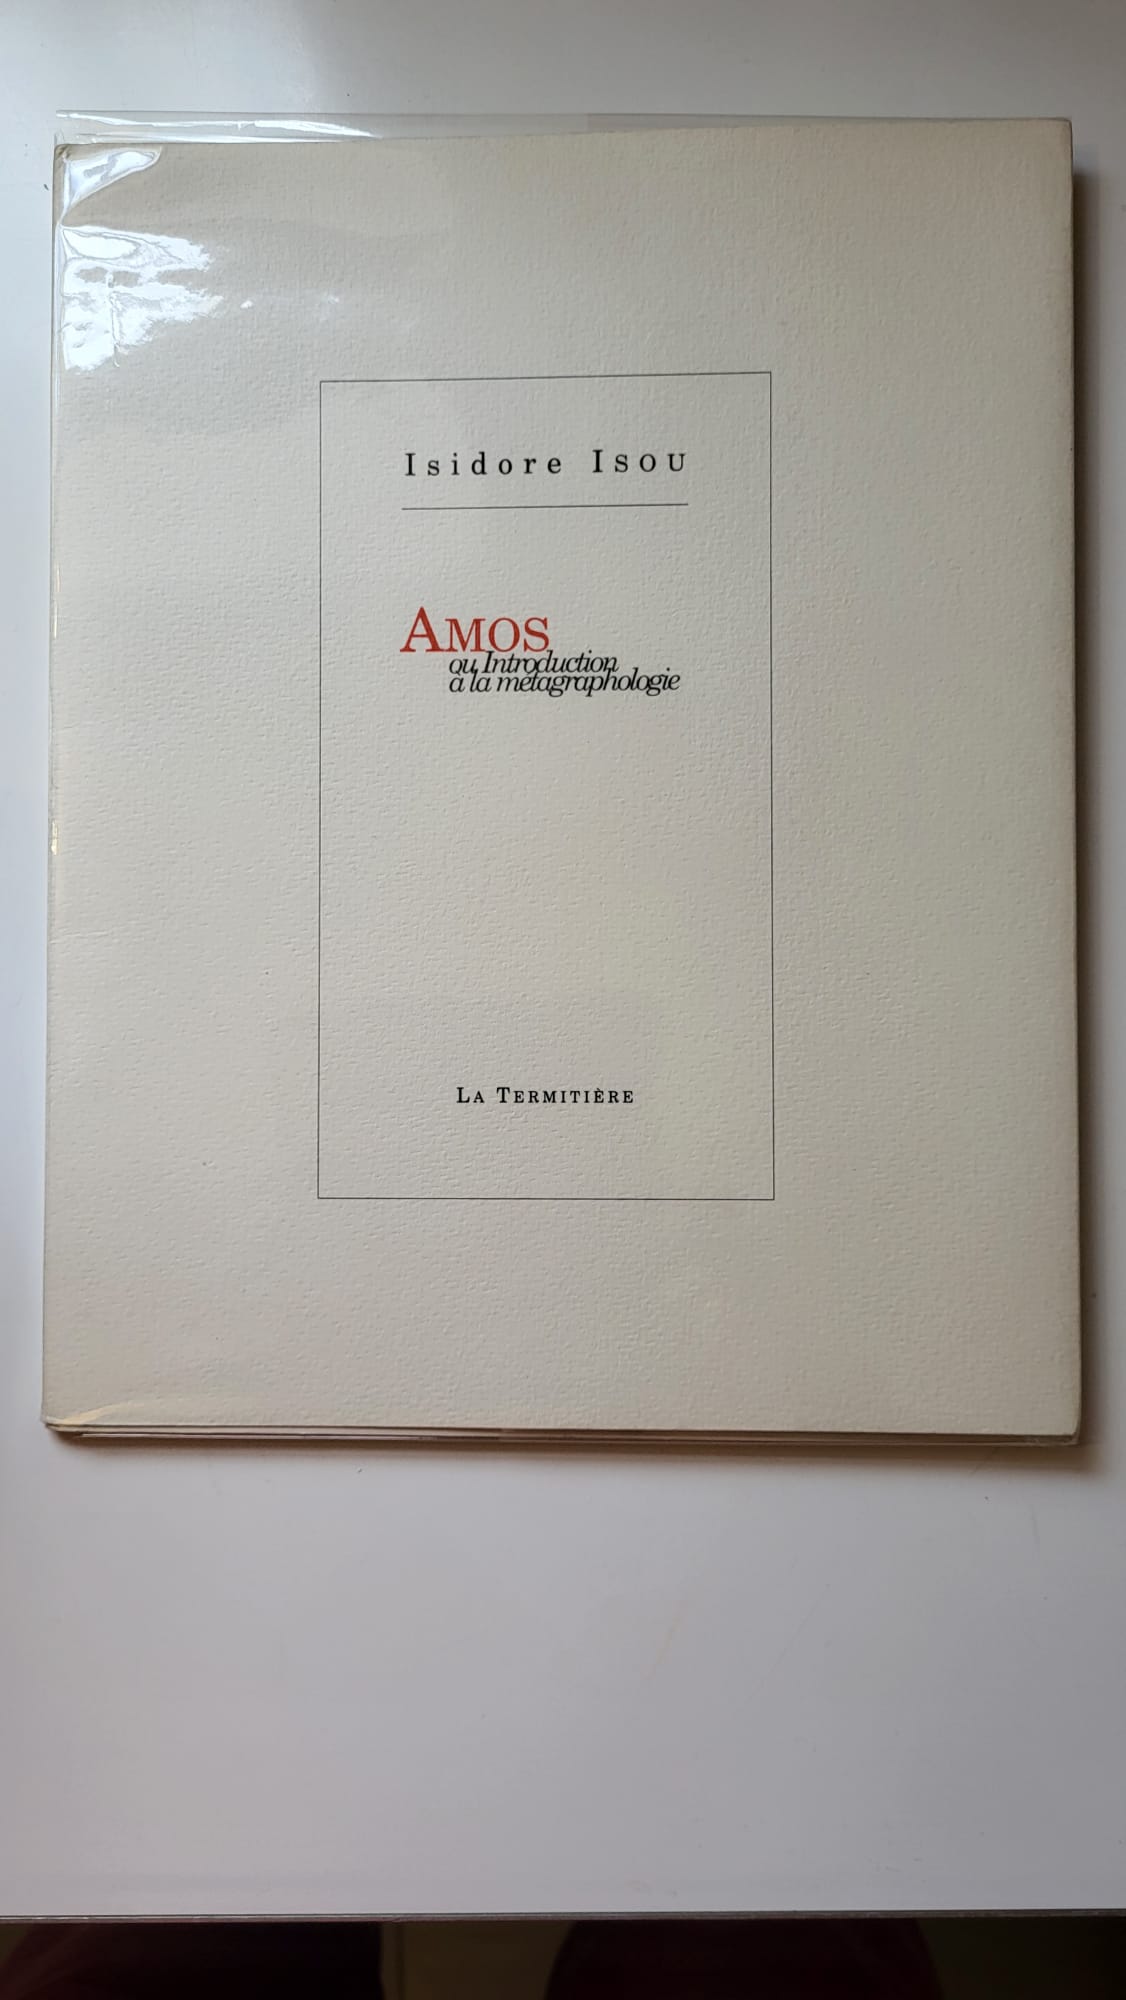 Isidore ISOU
AMOS
ou Introduction
à la métagraphologie
LA TERMITIÈRE